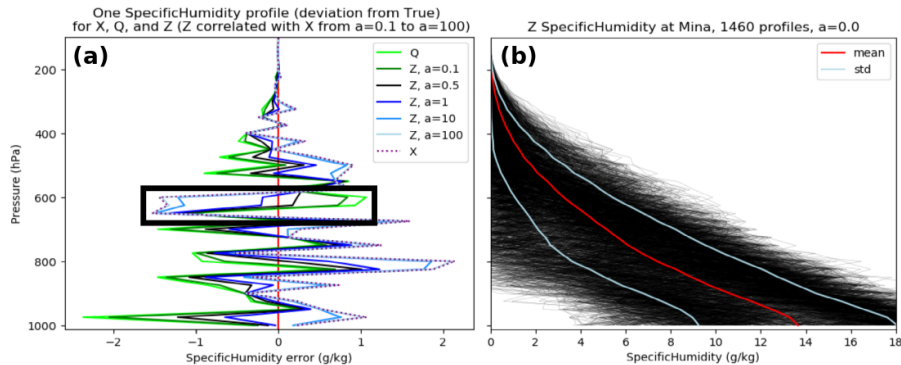 One SpecificHumidity profile (deviation from True)
for X, Q, and Z (Z correlated with X from a=0.1 to a=100)
(a)
Q
Z, a=0.1
Z, a=0.5
Z, a=1
Z, a=10
Z, a=100
X
Pressure (hPa)
200
400
600
800
1000
−2
−1
0
1
2
SpecificHumidity error (g/kg)
Z SpecificHumidity at Mina, 1460 profiles, a=0.0
(b)
mean
std
0
2
4
6
8
10
12
14
16
18
SpecificHumidity (g/kg)